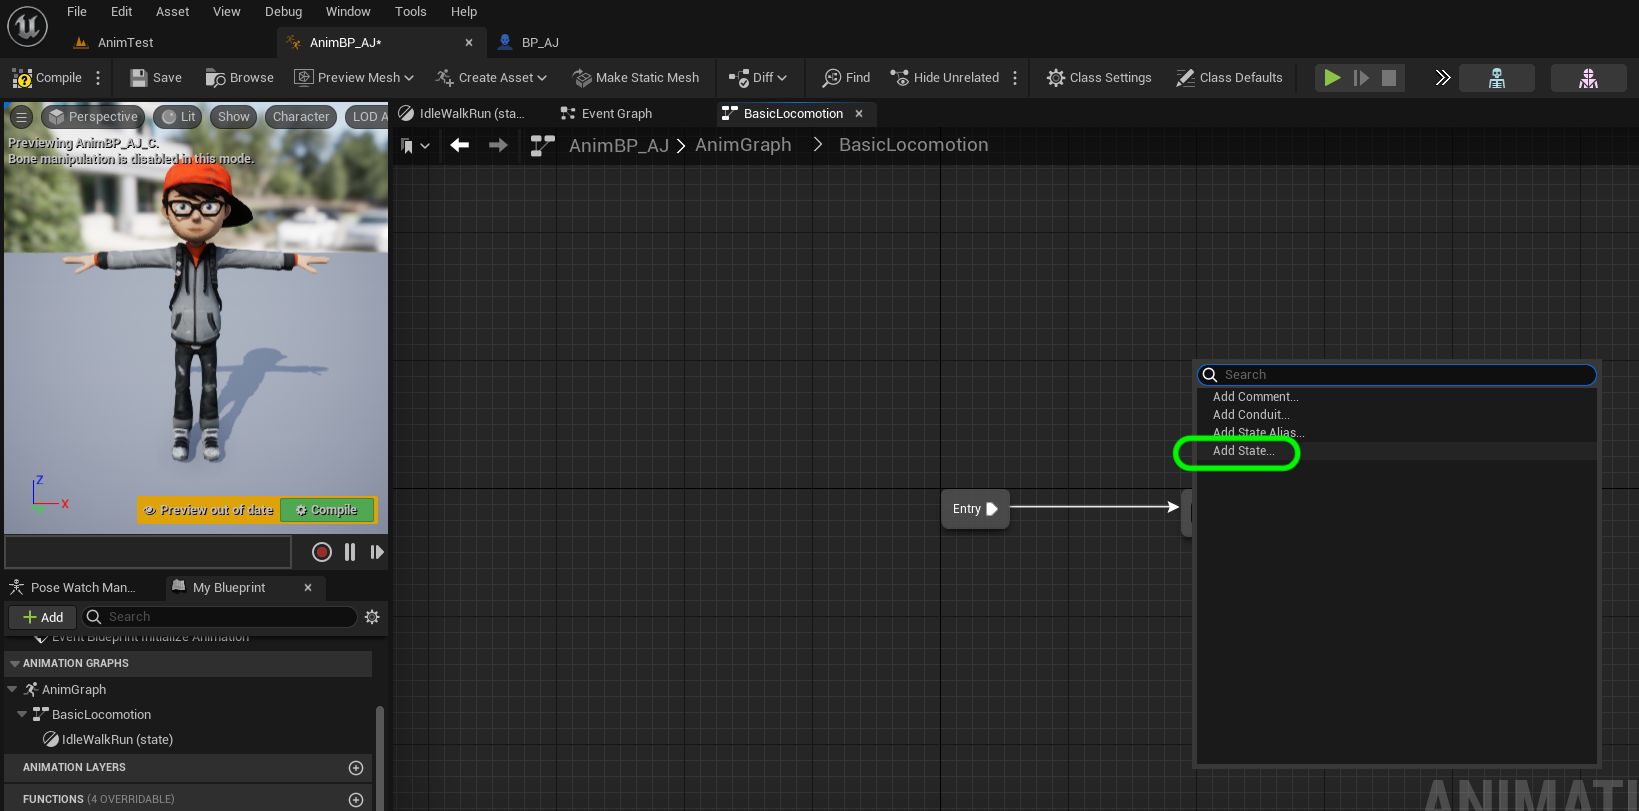 File Edit Asset View Debug Window Tools Help
AnimTest AnimBP_AJ* BP_AJ
Compile Save Browse Preview Mesh Create Asset Make Static Mesh Diff Find Hide Unrelated Class Settings Class Defaults
Perspective Lit Show Character LOD A
Previewing AnimBP_AJ_C.
Bone manipulation is disabled in this mode.
Z
X
Y
Preview out of date Compile
IdleWalkRun (sta... Event Graph BasicLocomotion
AnimBP_AJ > AnimGraph > BasicLocomotion
Entry
Search
Add Comment...
Add Conduit...
Add State Alias...
Add State...
Pose Watch Man... My Blueprint
+ Add Search
Event Blueprint Initialize Animation
ANIMATION GRAPHS
AnimGraph
BasicLocomotion
IdleWalkRun (state)
ANIMATION LAYERS
FUNCTIONS (4 OVERRIDABLE)
ANIMATI